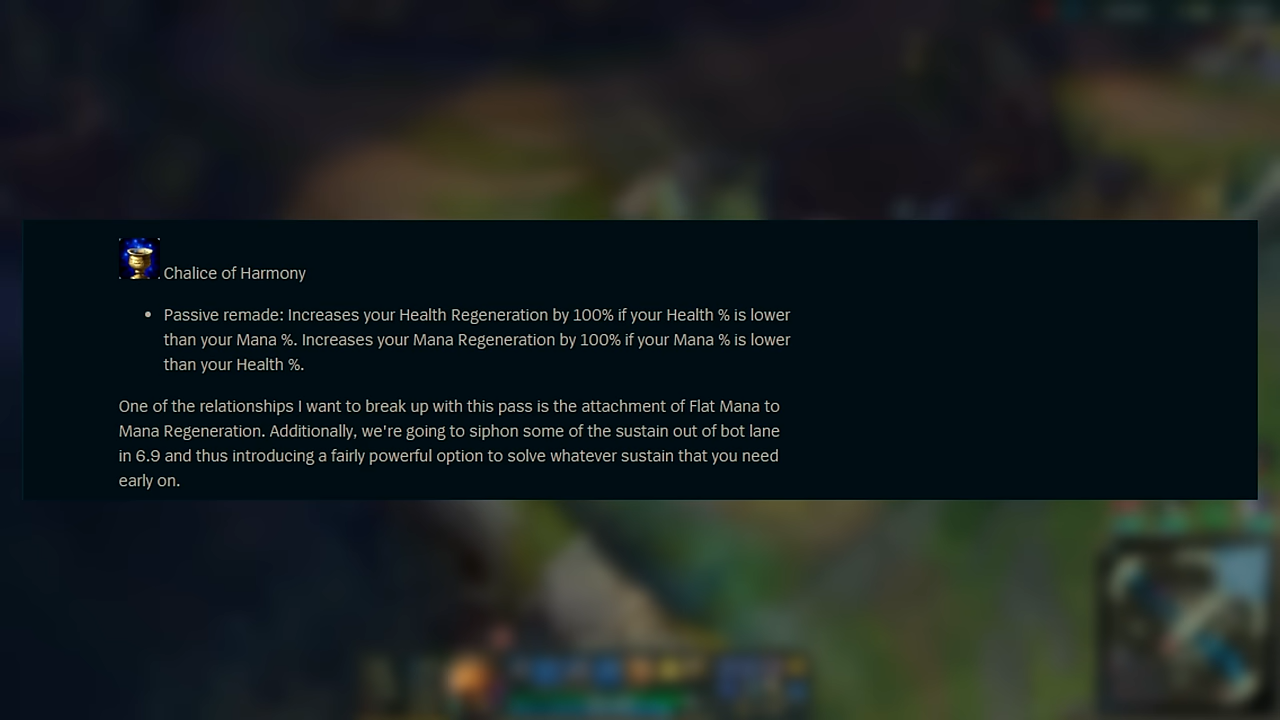 Chalice of Harmony
• Passive remade: Increases your Health Regeneration by 100% if your Health % is lower
than your Mana %. Increases your Mana Regeneration by 100% if your Mana % is lower
than your Health %.
One of the relationships I want to break up with this pass is the attachment of Flat Mana to
Mana Regeneration. Additionally, we're going to siphon some of the sustain out of bot lane
in 6.9 and thus introducing a fairly powerful option to solve whatever sustain that you need
early on.